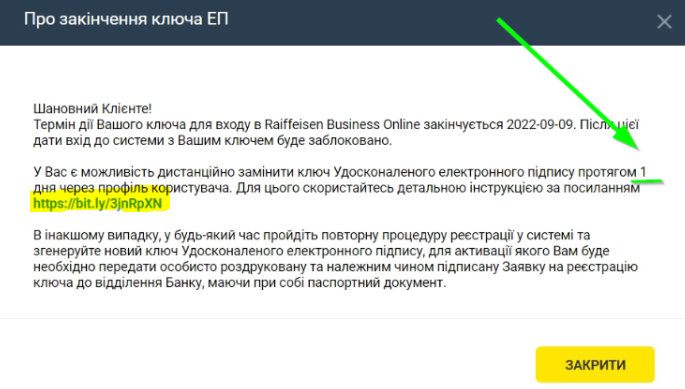 Про закінчення ключа ЕП
Шановний Клієнте!
Термін дії Вашого ключа для входу в Raiffeisen Business Online закінчується 2022-09-09. Після цієї
дати вхід до системи з Вашим ключем буде заблоковано.
У Вас є можливість дистанційно замінити ключ Удосконаленого електронного підпису протягом 1
дня через профіль користувача. Для цього скористайтесь детальною інструкцією за посиланням
https://bit.ly/3jnRpXN
В інакшому випадку, у будь-який час пройдіть повторну процедуру реєстрації у системі та
згенеруйте новий ключ Удосконаленого електронного підпису, для активації якого Вам буде
необхідно передати особисто роздруковану та належним чином підписану Заявку на реєстрацію
ключа до відділення Банку, маючи при собі паспортний документ.
ЗАКРИТИ